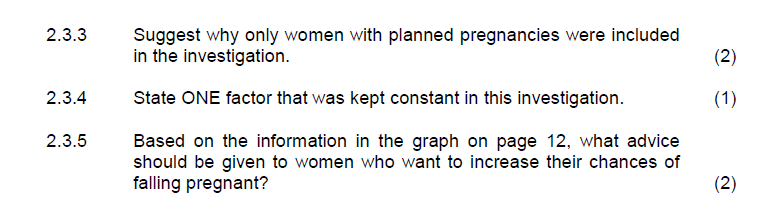 2.3.3 Suggest why only women with planned pregnancies were included
in the investigation. (2)
2.3.4 State ONE factor that was kept constant in this investigation. (1)
2.3.5 Based on the information in the graph on page 12, what advice
should be given to women who want to increase their chances of
falling pregnant? (2)